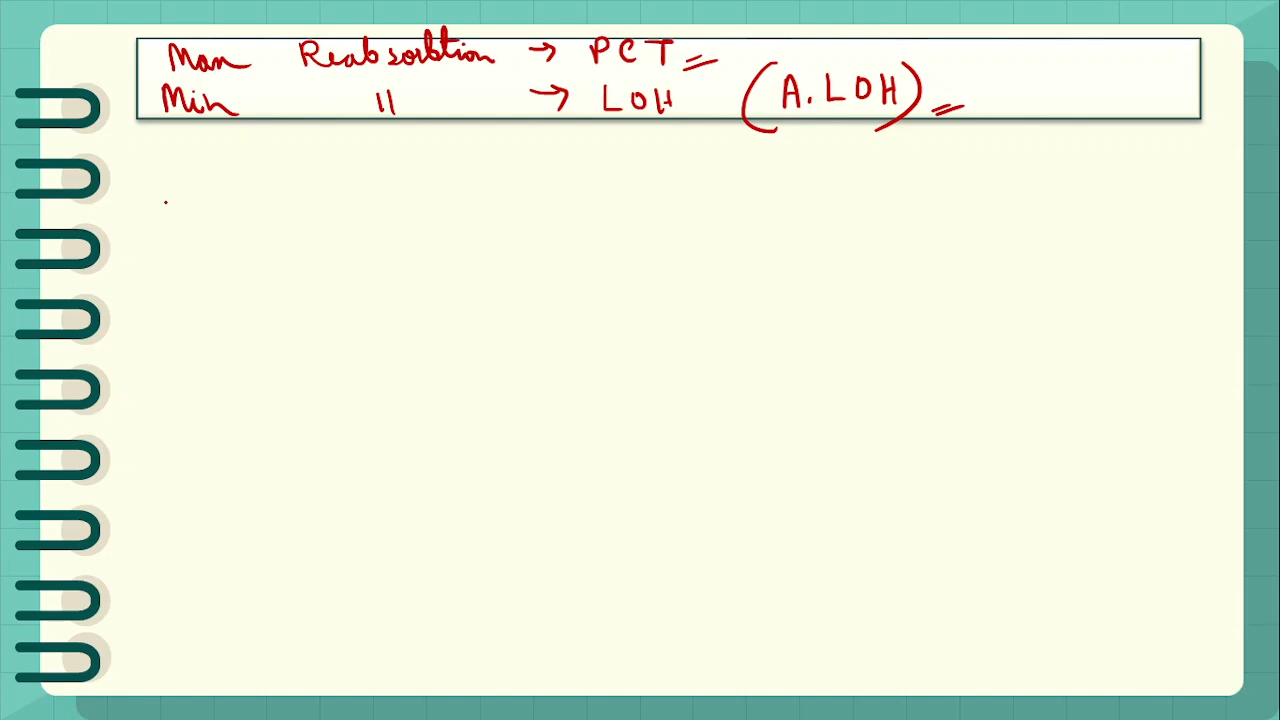 Max Reabsorbtion → PCT
Min 11 → LOH (A.LOH)